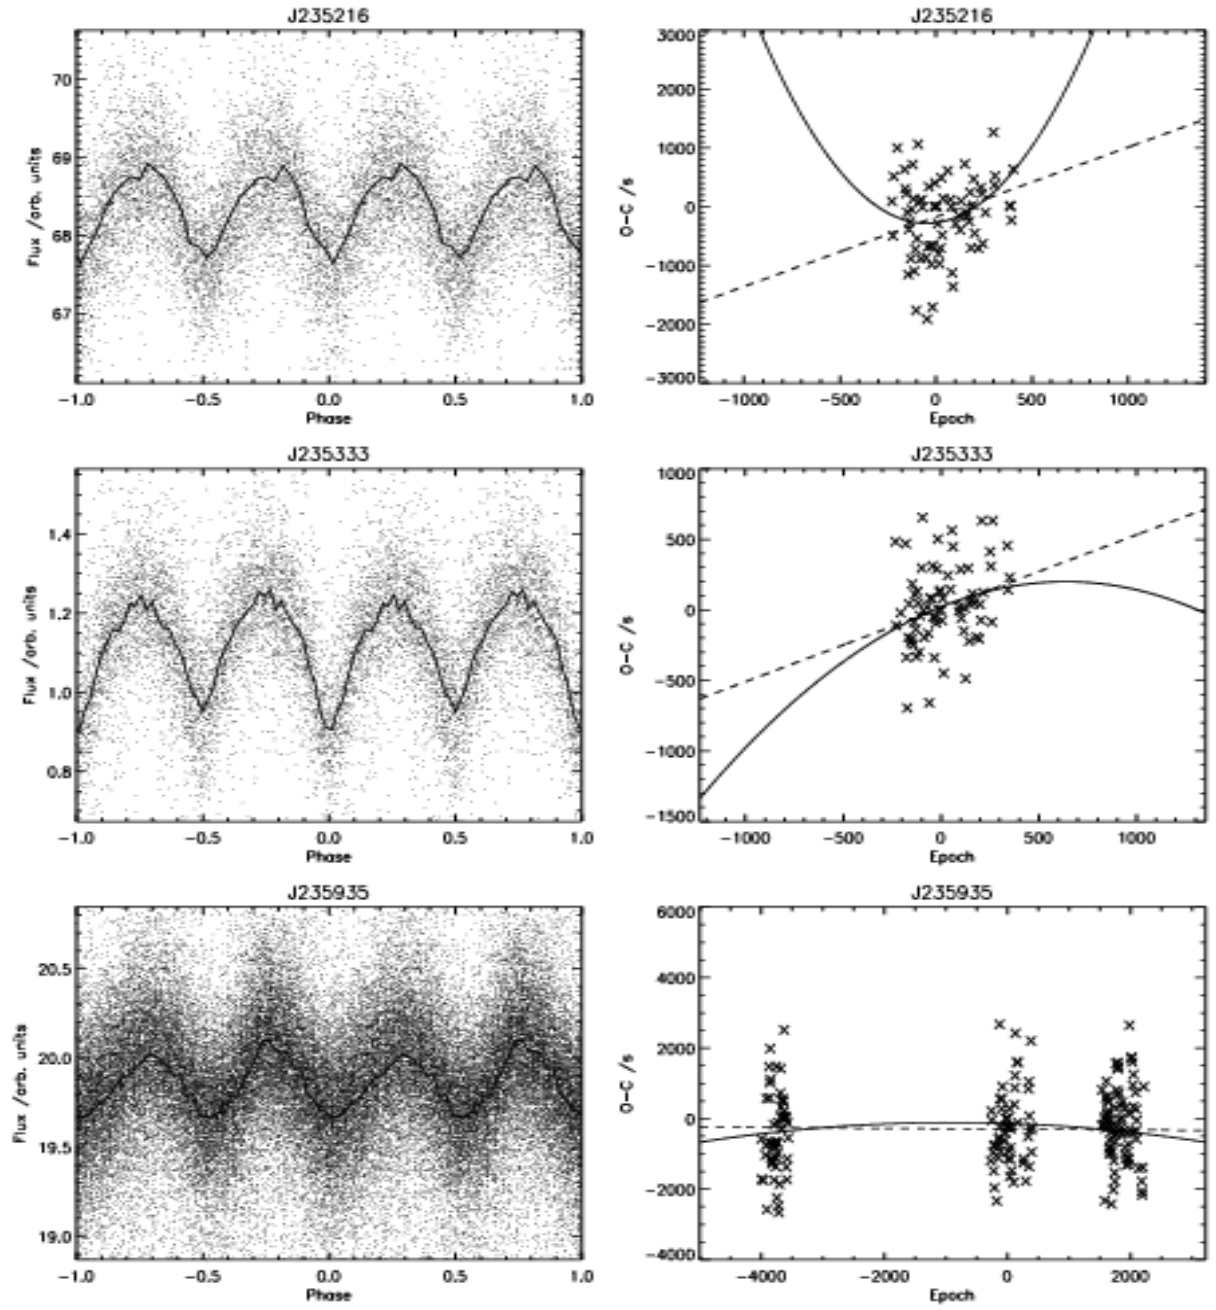 J235216
70
69
68
67
Flux /arb. units
-1.0 -0.5 0.0 0.5 1.0
Phase
J235216
3000
2000
1000
0
-1000
-2000
-3000
O-C /s
-1000 -500 0 500 1000
Epoch
J235333
1.4
1.2
1.0
0.8
Flux /arb. units
-1.0 -0.5 0.0 0.5 1.0
Phase
J235333
1000
500
0
-500
-1000
-1500
O-C /s
-1000 -500 0 500 1000
Epoch
J235935
20.5
20.0
19.5
19.0
Flux /arb. units
-1.0 -0.5 0.0 0.5 1.0
Phase
J235935
6000
4000
2000
0
-2000
-4000
O-C /s
-4000 -2000 0 2000
Epoch